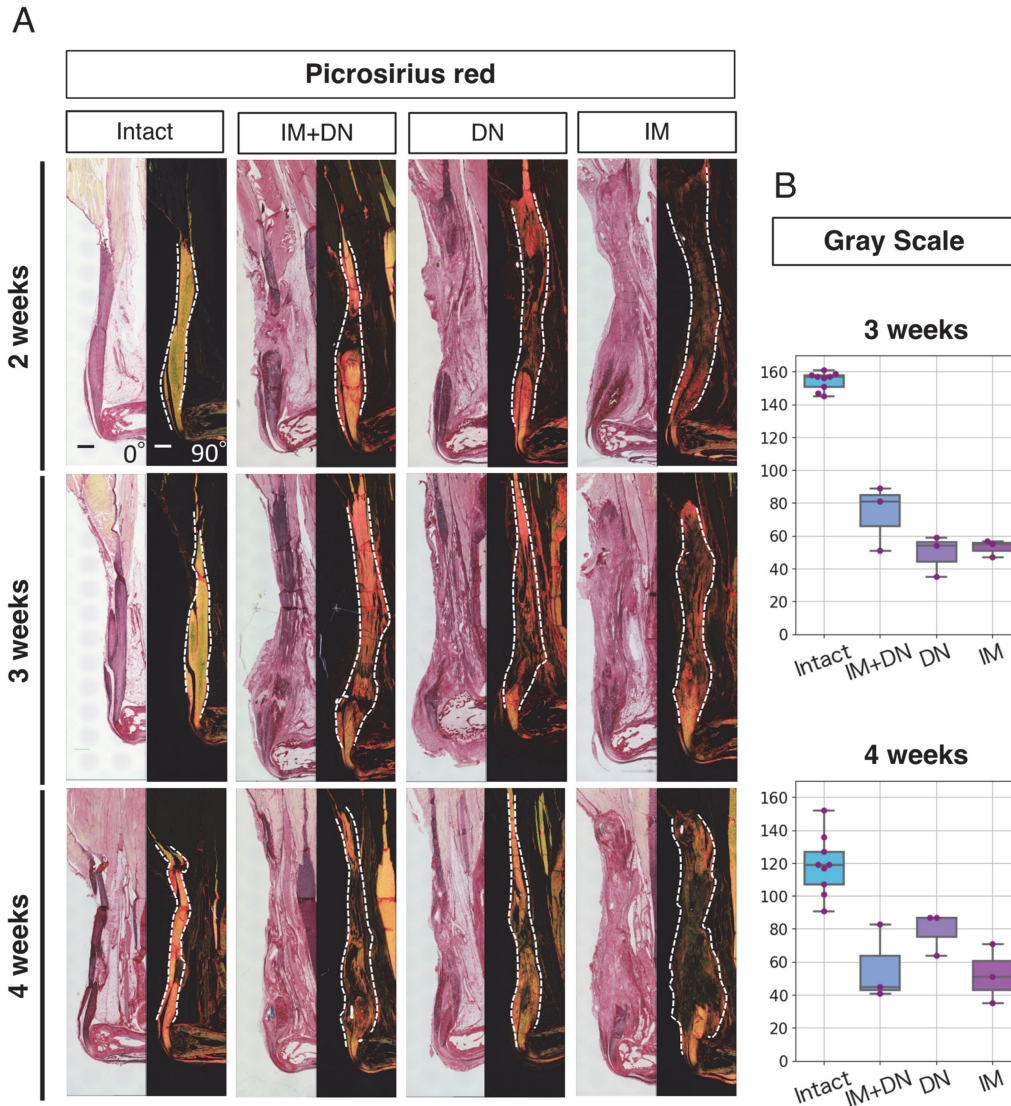 A
Picrosirius red
Intact
IM+DN
DN
IM
2 weeks
0°
90°
3 weeks
4 weeks
B
Gray Scale
3 weeks
160
140
120
100
80
60
40
20
0
Intact
IM+DN
DN
IM
4 weeks
160
140
120
100
80
60
40
20
0
Intact
IM+DN
DN
IM